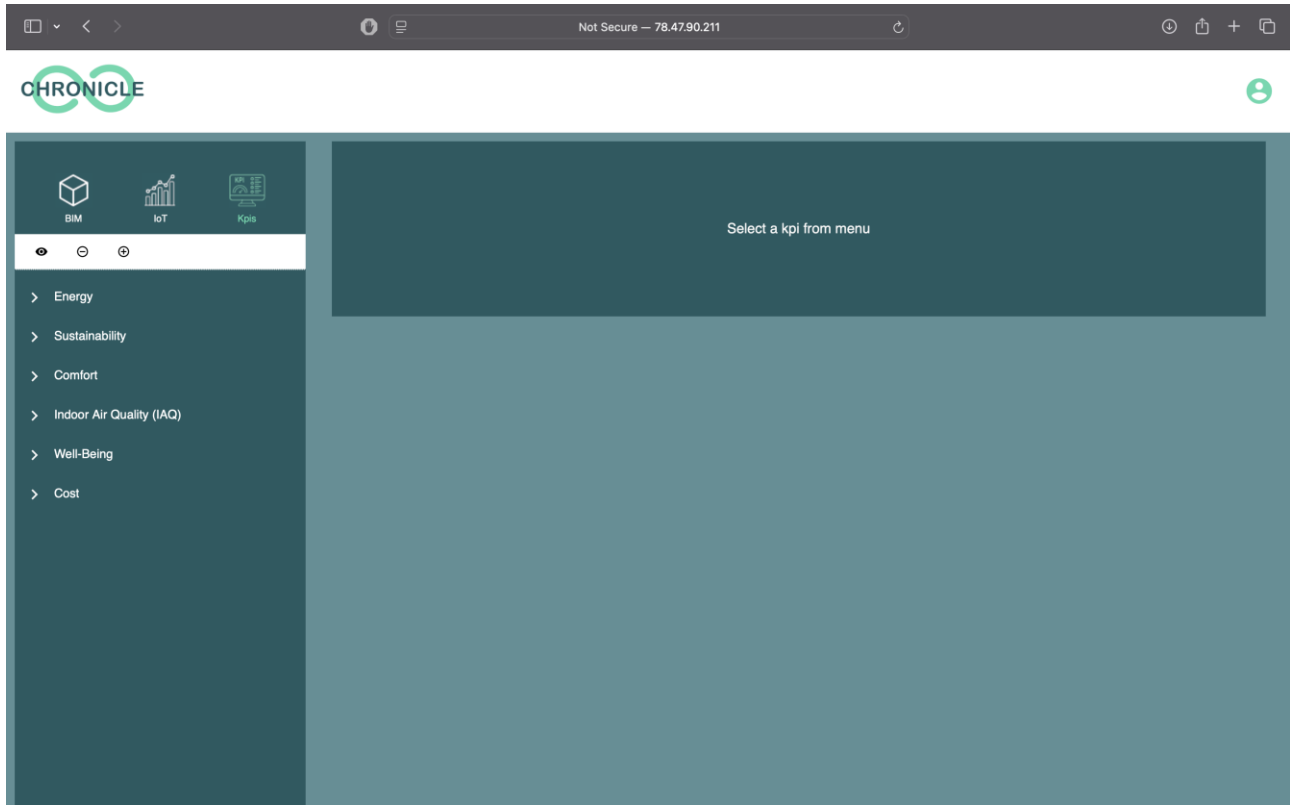 Not Secure — 78.47.90.211
CHRONICLE
BIM
IoT
Kpis
Select a kpi from menu
Energy
Sustainability
Comfort
Indoor Air Quality (IAQ)
Well-Being
Cost